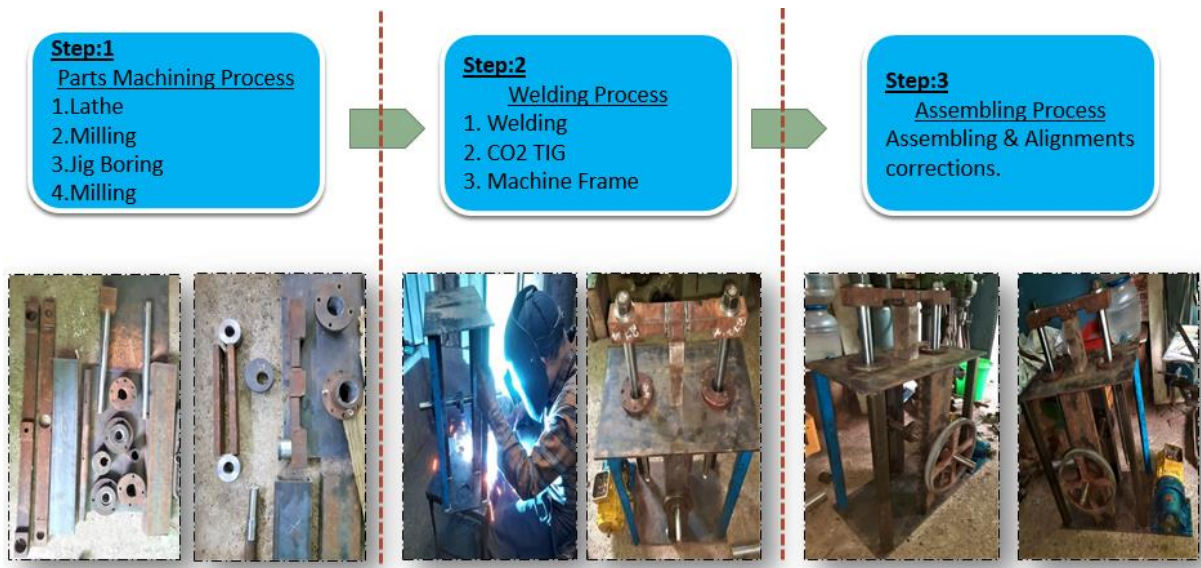 Step:1
Parts Machining Process
1.Lathe
2.Milling
3.Jig Boring
4.Milling
Step:2
Welding Process
1. Welding
2. CO2 TIG
3. Machine Frame
Step:3
Assembling Process
Assembling & Alignments
corrections.